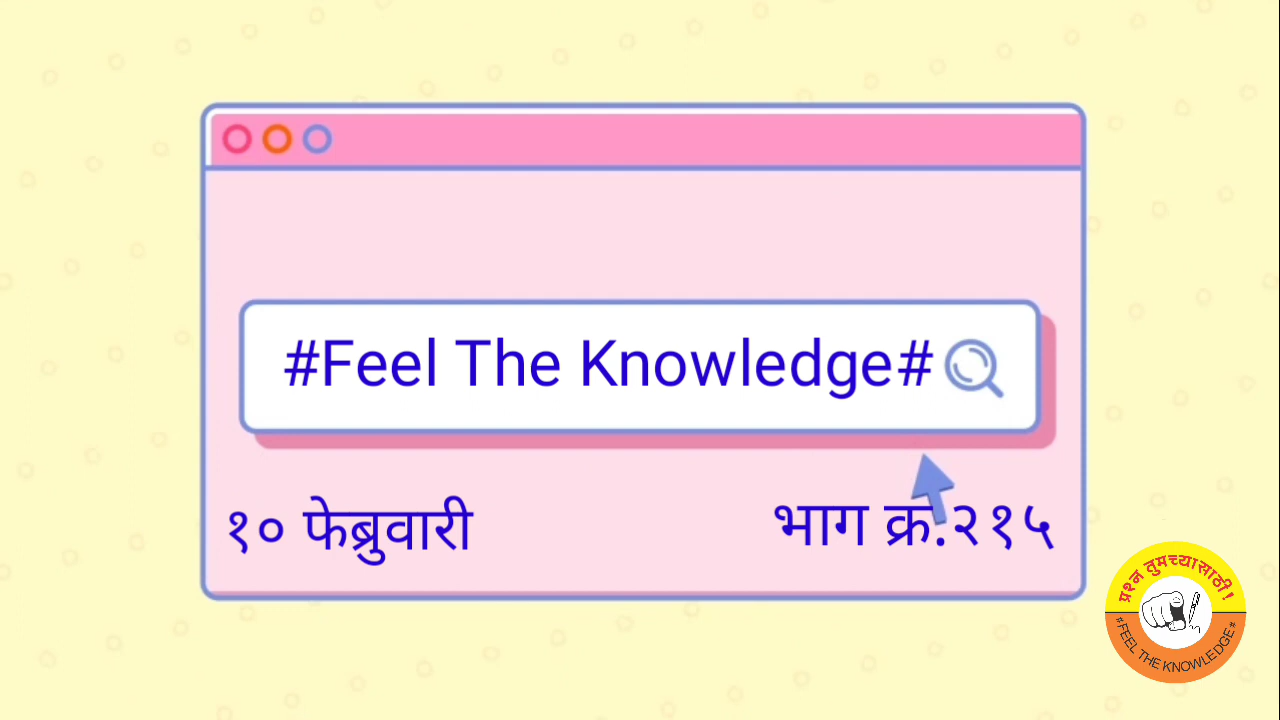 #Feel The Knowledge#
१० फेब्रुवारी
भाग क्र.२१५
प्रश्न तुमच्यासाठी!
#FEEL THE KNOWLEDGE#